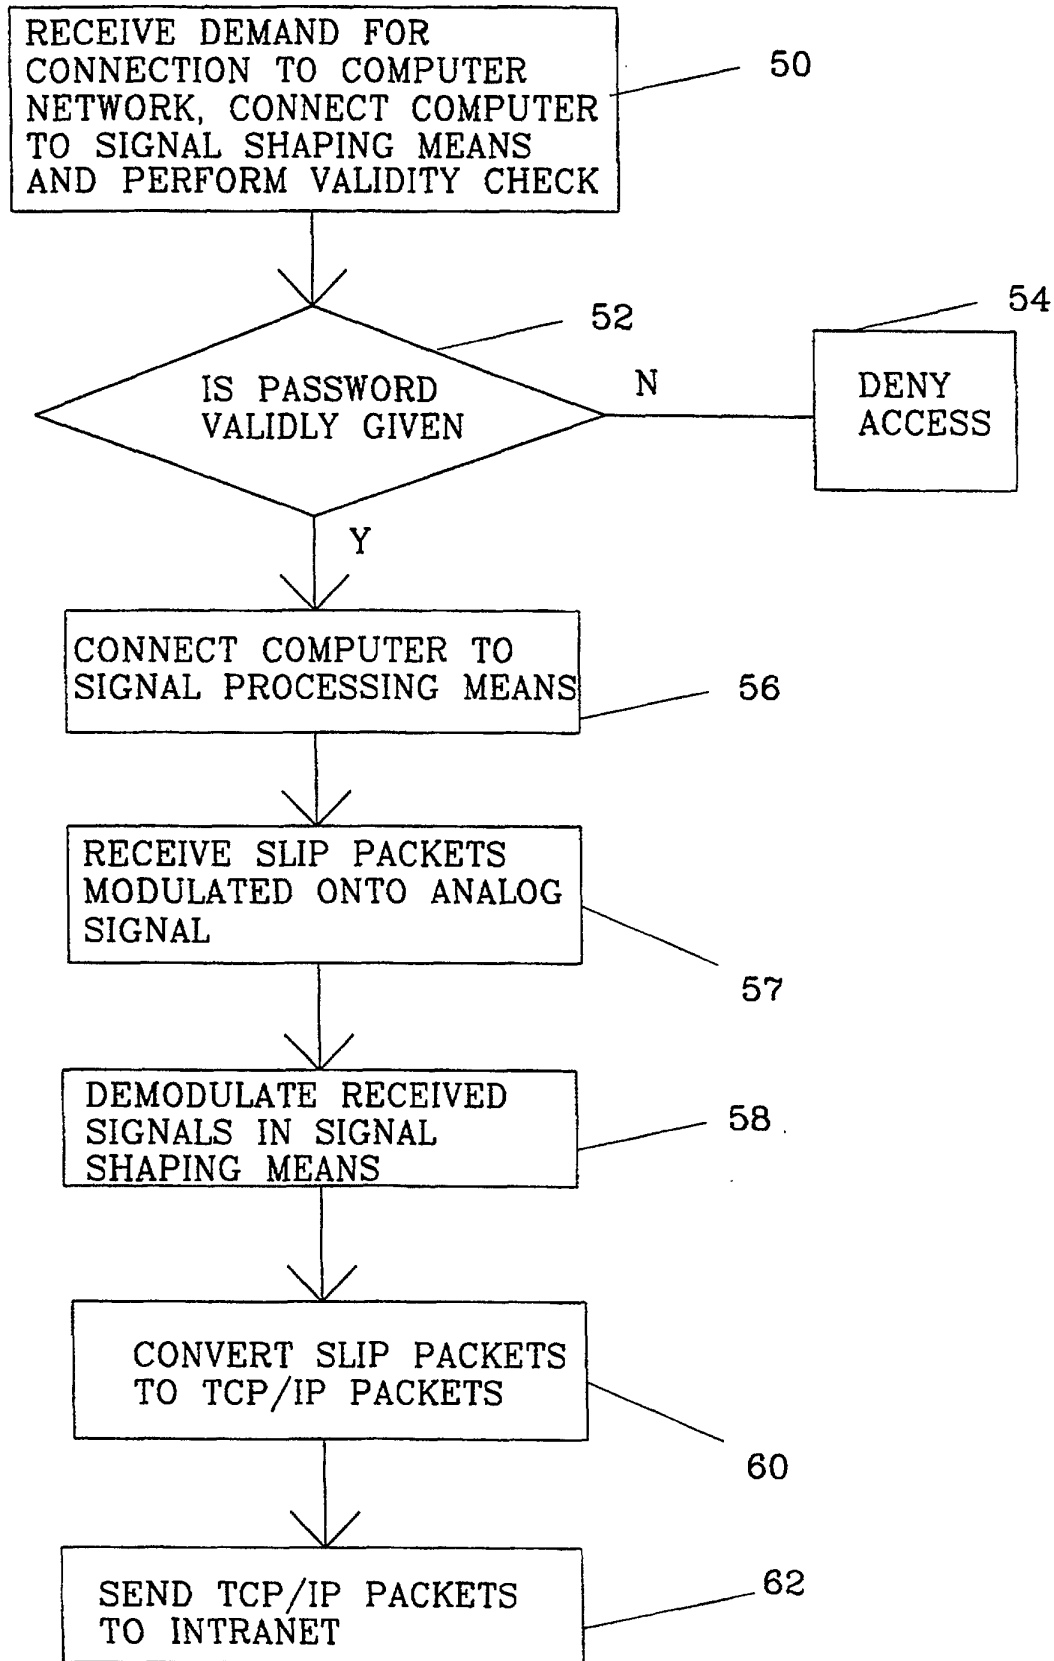 RECEIVE DEMAND FOR
CONNECTION TO COMPUTER
NETWORK, CONNECT COMPUTER
TO SIGNAL SHAPING MEANS
AND PERFORM VALIDITY CHECK
50
52
54
IS PASSWORD
VALIDLY GIVEN
N
DENY
ACCESS
Y
CONNECT COMPUTER TO
SIGNAL PROCESSING MEANS
56
RECEIVE SLIP PACKETS
MODULATED ONTO ANALOG
SIGNAL
57
DEMODULATE RECEIVED
SIGNALS IN SIGNAL
SHAPING MEANS
58
CONVERT SLIP PACKETS
TO TCP/IP PACKETS
60
SEND TCP/IP PACKETS
TO INTRANET
62